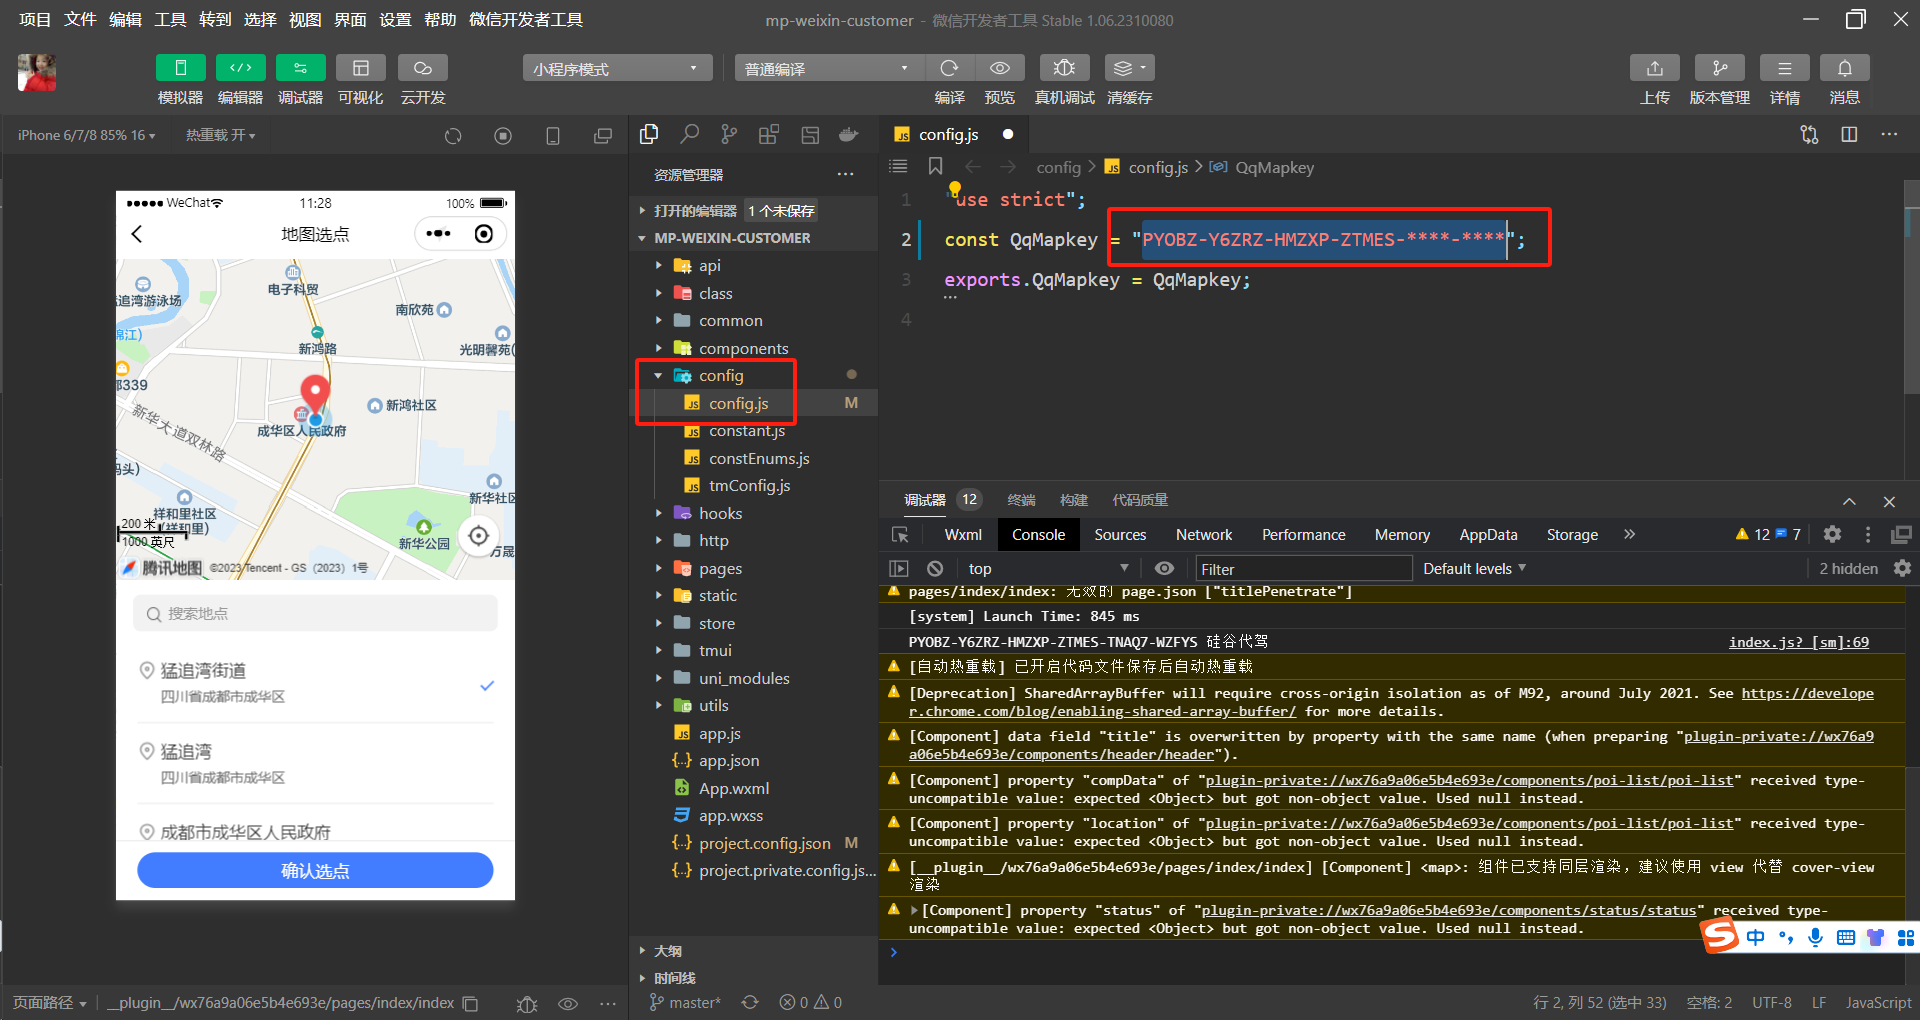 项目 文件 编辑 工具 转到 选择 视图 界面 设置 帮助 微信开发者工具
mp-weixin-customer - 微信开发者工具 Stable 1.06.2310080
小程序模式
普通编译
模拟器 编辑器 调试器 可视化 云开发
编译 预览 真机调试 清缓存
上传 版本管理 详情 消息
iPhone 6/7/8 85% 16
热重载 开
WeChat
11:28
100%
地图选点
电子科贸
猛追湾游泳场
南欣苑
锦江)
新鸿路
光明馨苑(
339
新鸿社区
新华大道双林路
成华区人民政府
码头)
新华社区
祥和里社区
(祥和里)
200 米
1000 英尺
新华公园
万晟
腾讯地图
©2023 Tencent - GS (2023) 1号
搜索地点
猛追湾街道
四川省成都市成华区
猛追湾
四川省成都市成华区
成都市成华区人民政府
确认选点
页面路径
__plugin__/wx76a9a06e5b4e693e/pages/index/index
资源管理器
打开的编辑器
1 个未保存
MP-WEIXIN-CUSTOMER
api
class
common
components
config
config.js M
constant.js
constEnums.js
tmConfig.js
hooks
http
pages
static
store
tmui
uni_modules
utils
app.js
app.json
App.wxml
app.wxss
project.config.json M
project.private.config.js...
大纲
时间线
master*
0 0
config.js
config > config.js > QqMapkey
1 "use strict";
2 const QqMapkey = "PYOBZ-Y6ZRZ-HMZXP-ZTMES-****-****";
3 exports.QqMapkey = QqMapkey;
4
调试器 12 终端 构建 代码质量
Wxml Console Sources Network Performance Memory AppData Storage
12 7
top
Filter
Default levels
2 hidden
pages/index/index: 无效的 page.json ["titlePenetrate"]
[system] Launch Time: 845 ms
PYOBZ-Y6ZRZ-HMZXP-ZTMES-TNAQ7-WZFYS 硅谷代驾
index.js? [sm]:69
[自动热重载] 已开启代码文件保存后自动热重载
[Deprecation] SharedArrayBuffer will require cross-origin isolation as of M92, around July 2021. See https://develope
r.chrome.com/blog/enabling-shared-array-buffer/ for more details.
[Component] data field "title" is overwritten by property with the same name (when preparing "plugin-private://wx76a9
a06e5b4e693e/components/header/header").
[Component] property "compData" of "plugin-private://wx76a9a06e5b4e693e/components/poi-list/poi-list" received type-
uncompatible value: expected <Object> but got non-object value. Used null instead.
[Component] property "location" of "plugin-private://wx76a9a06e5b4e693e/components/poi-list/poi-list" received type-
uncompatible value: expected <Object> but got non-object value. Used null instead.
[__plugin__/wx76a9a06e5b4e693e/pages/index/index] [Component] <map>: 组件已支持同层渲染，建议使用 view 代替 cover-view
渲染
[Component] property "status" of "plugin-private://wx76a9a06e5b4e693e/components/status/status" received type-
uncompatible value: expected <Object> but got non-object value. Used null instead.
中
行 2, 列 52 (选中 33) 空格: 2 UTF-8 LF JavaScript